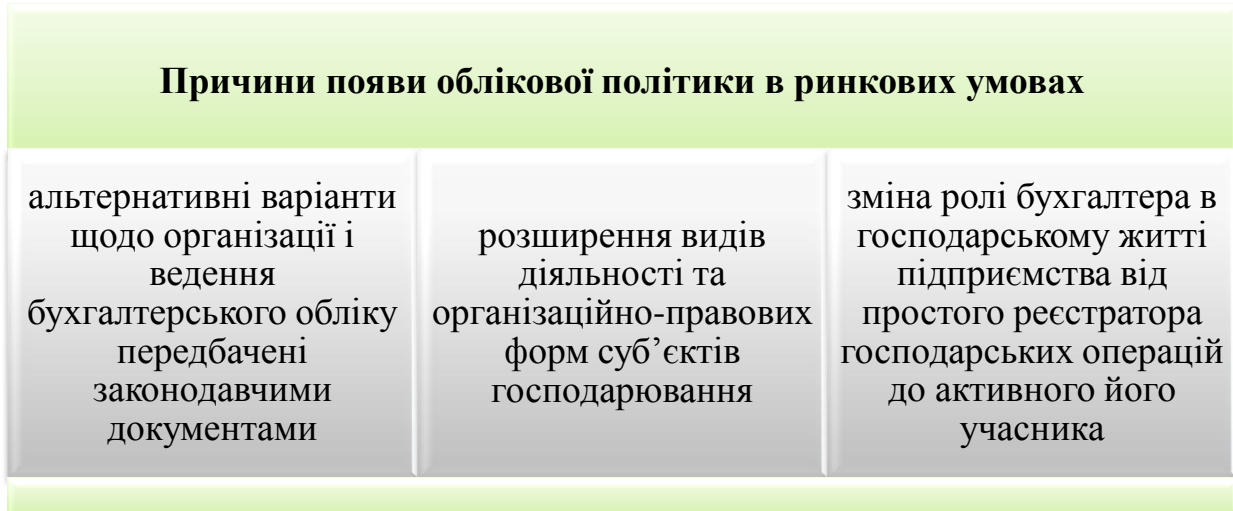 Причини появи облікової політики в ринкових умовах
альтернативні варіанти
щодо організації і
ведення
бухгалтерського обліку
передбачені
законодавчими
документами
розширення видів
діяльності та
організаційно-правових
форм суб’єктів
господарювання
зміна ролі бухгалтера в
господарському житті
підприємства від
простого реєстратора
господарських операцій
до активного його
учасника